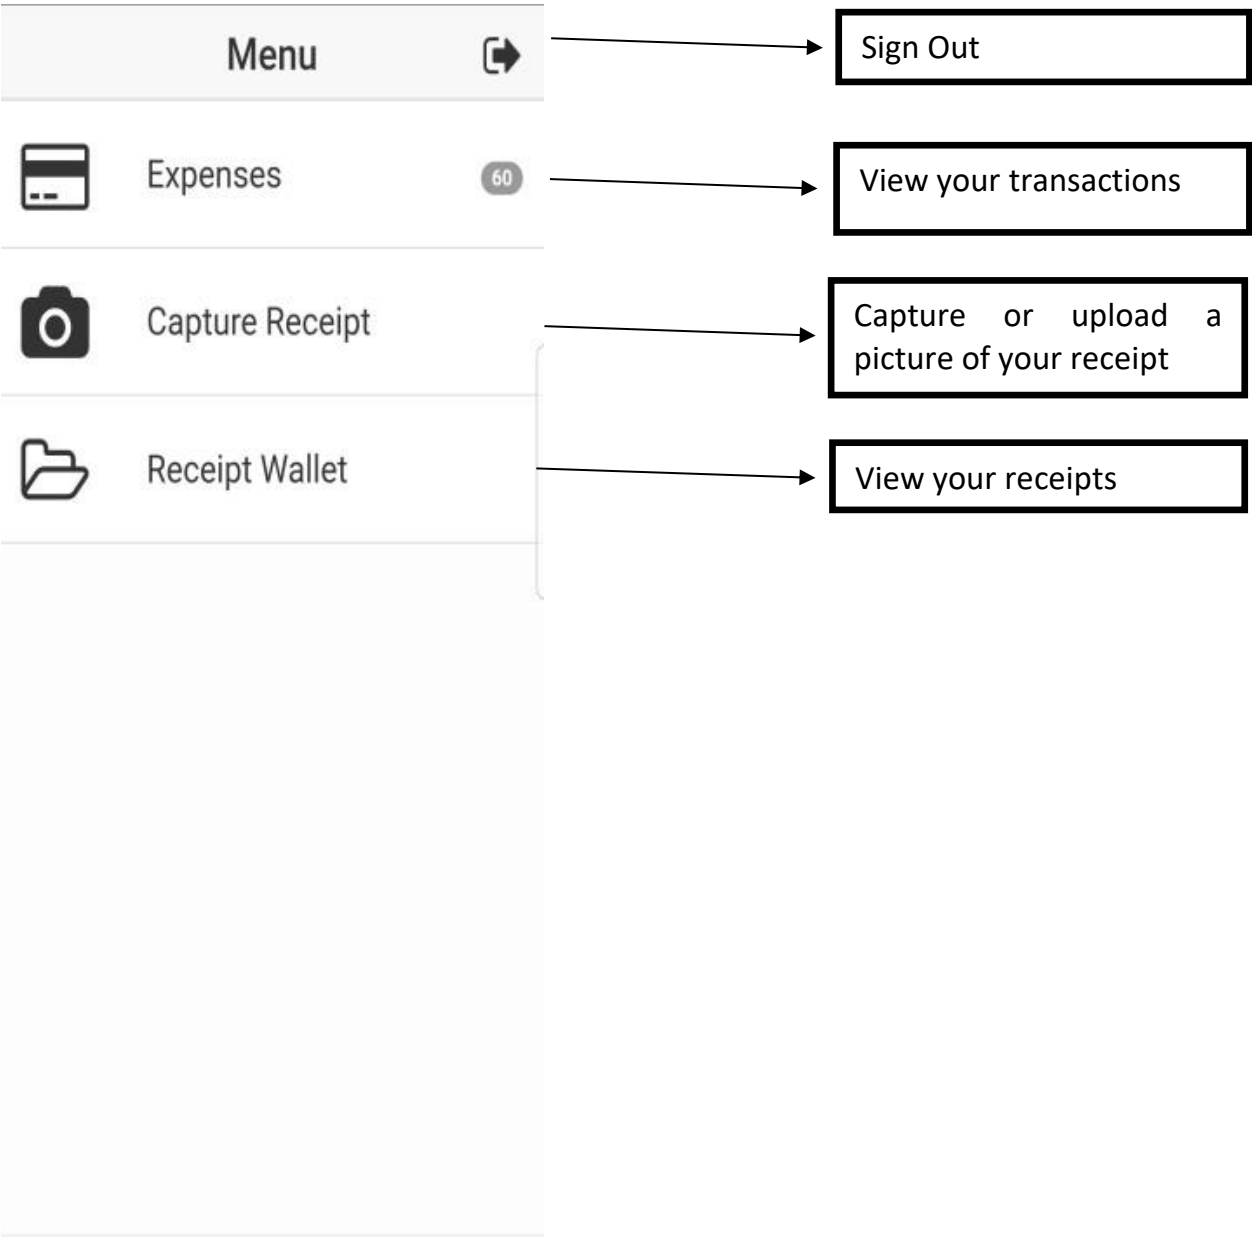 Menu
Sign Out
Expenses
60
View your transactions
Capture Receipt
Capture or upload a
picture of your receipt
Receipt Wallet
View your receipts